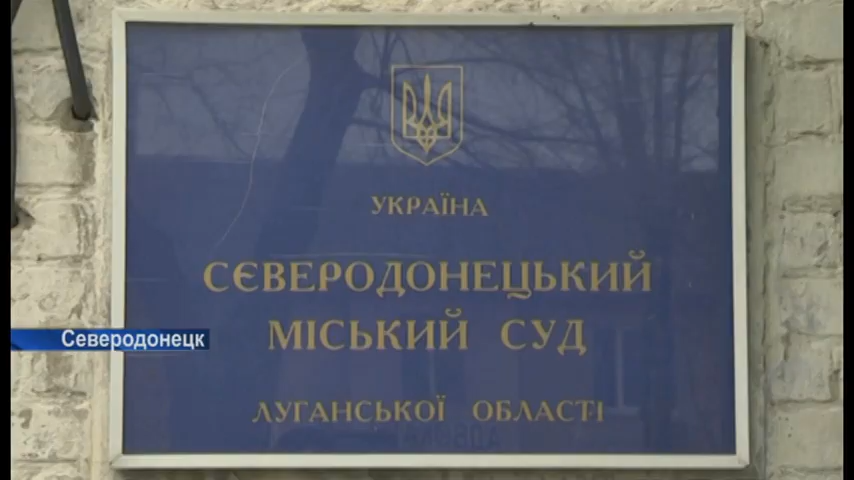 УКРАЇНА
СЄВЕРОДОНЕЦЬКИЙ
МІСЬКИЙ СУД
ЛУГАНСЬКОЇ ОБЛАСТІ
Северодонецк